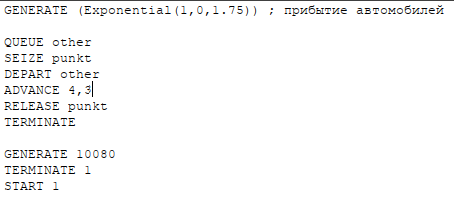 GENERATE (Exponential(1,0,1.75)) ; прибытие автомобилей
QUEUE other
SEIZE punkt
DEPART other
ADVANCE 4,3
RELEASE punkt
TERMINATE
GENERATE 10080
TERMINATE 1
START 1